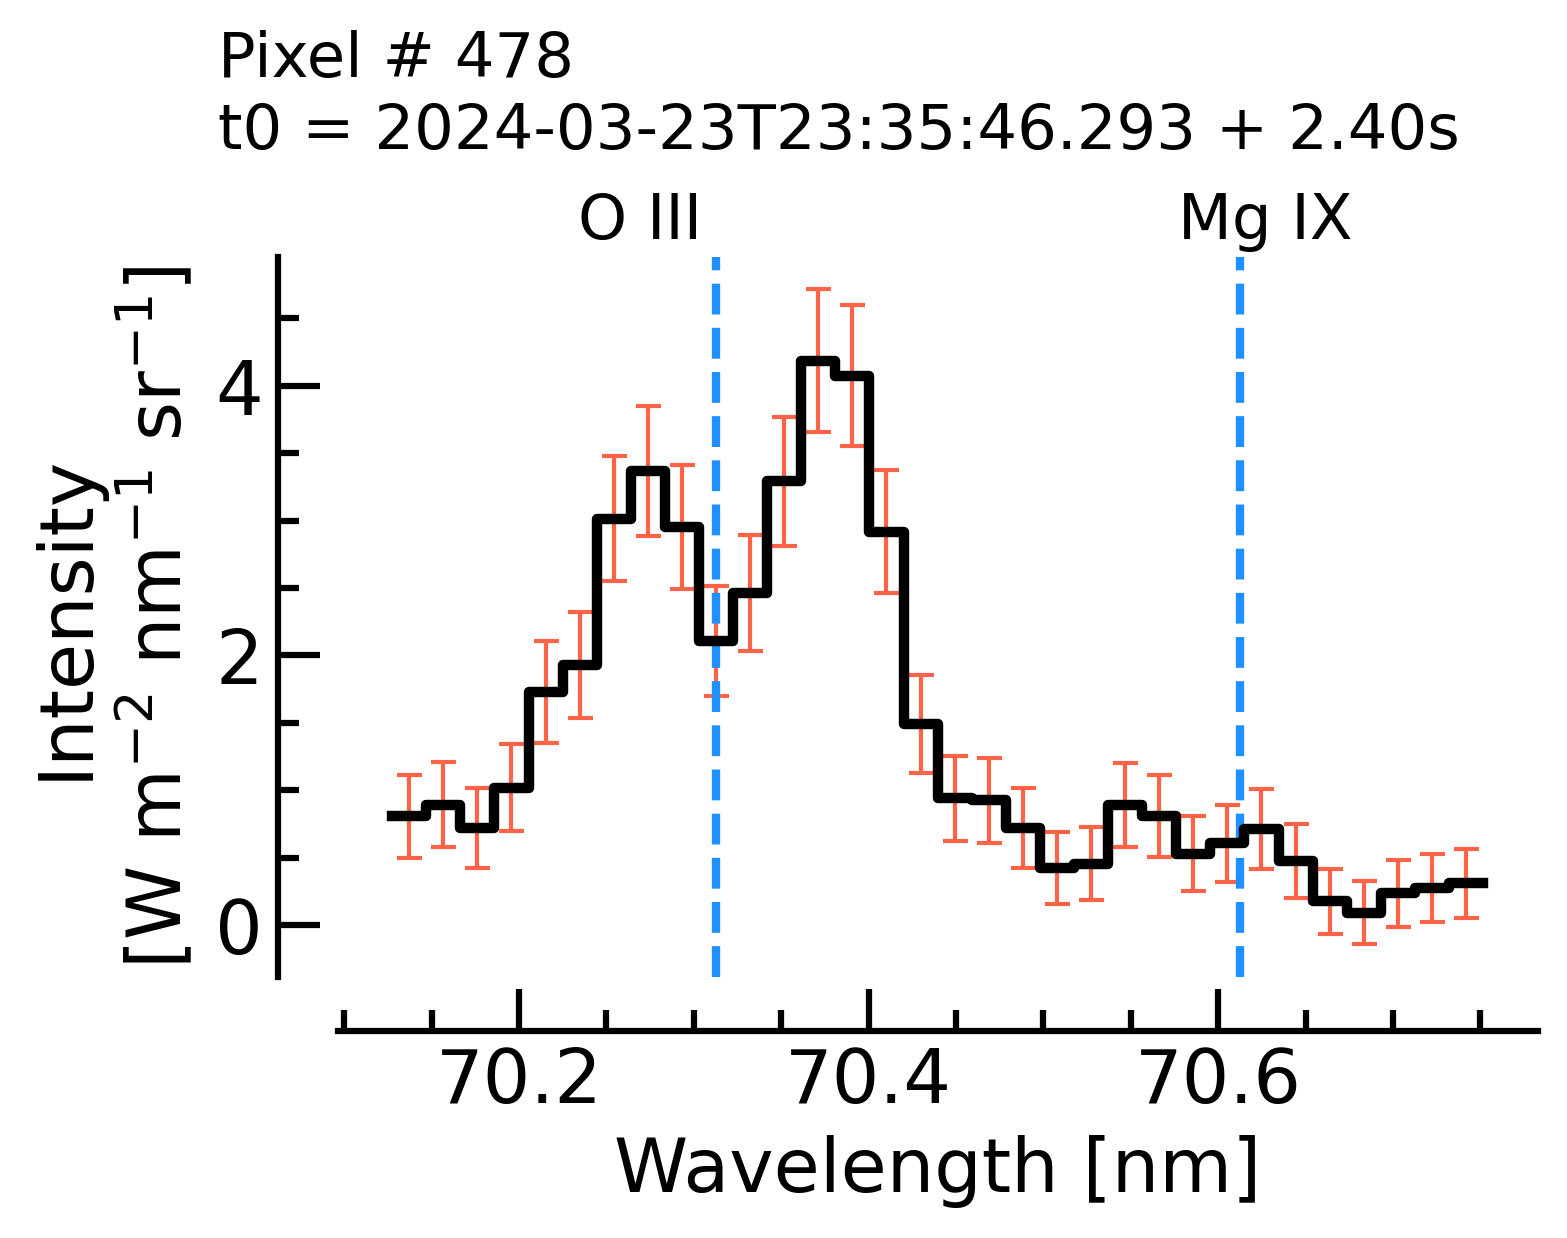 Pixel # 478
t0 = 2024-03-23T23:35:46.293 + 2.40s
O III
Mg IX
Intensity
[W m⁻² nm⁻¹ sr⁻¹]
4
2
0
70.2
70.4
70.6
Wavelength [nm]